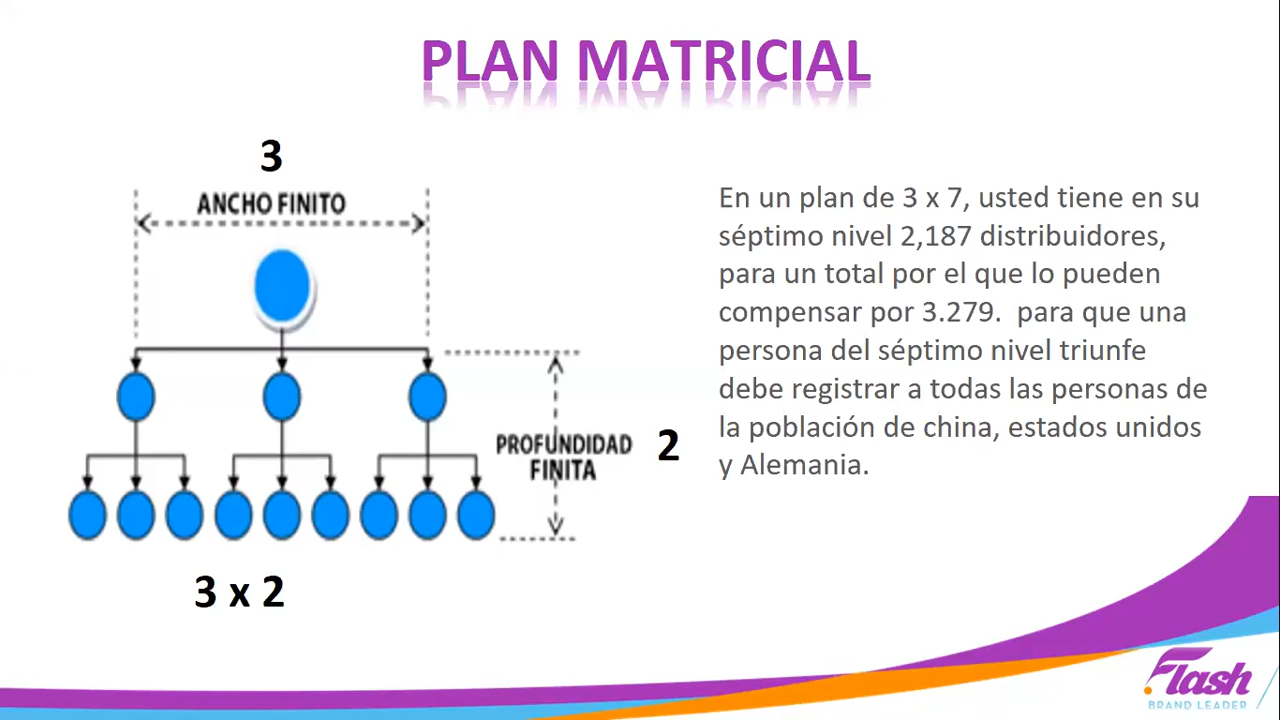 PLAN MATRICIAL
3
ANCHO FINITO
PROFUNDIDAD
FINITA
2
3 x 2
En un plan de 3 x 7, usted tiene en su
séptimo nivel 2,187 distribuidores,
para un total por el que lo pueden
compensar por 3.279.  para que una
persona del séptimo nivel triunfe
debe registrar a todas las personas de
la población de china, estados unidos
y Alemania.
Flash
BRAND LEADER